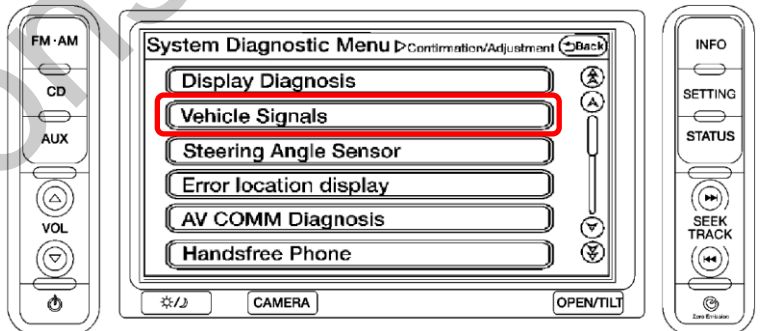 FM·AM
CD
AUX
VOL
System Diagnostic Menu ▷Confirmation/Adjustment
Back
Display Diagnosis
Vehicle Signals
Steering Angle Sensor
Error location display
AV COMM Diagnosis
Handsfree Phone
CAMERA
OPEN/TILT
INFO
SETTING
STATUS
SEEK
TRACK
Zero Emission